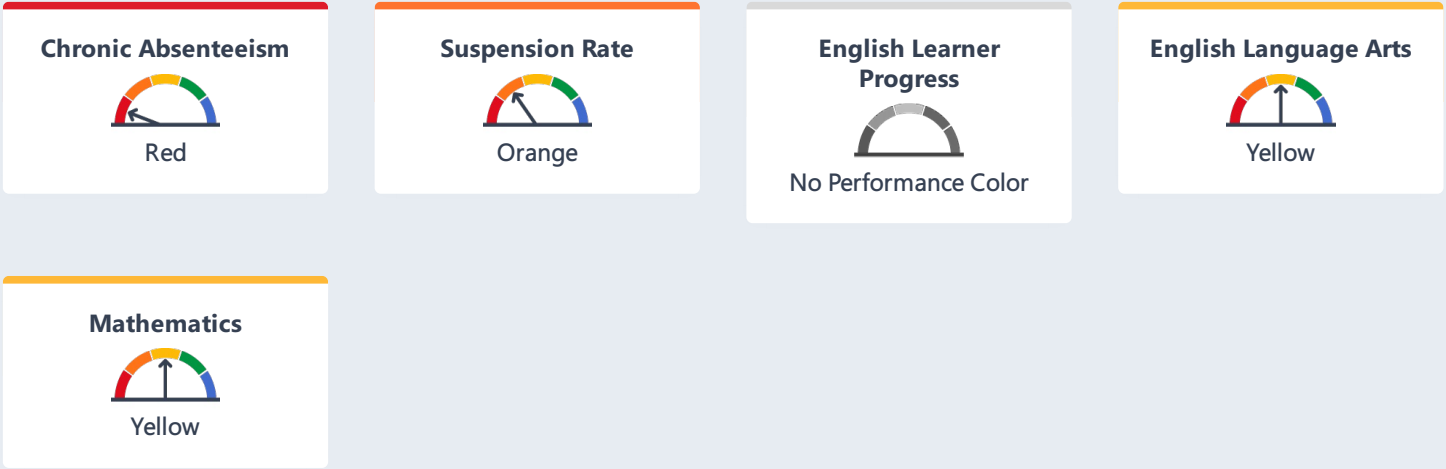 Chronic Absenteeism
Red
Suspension Rate
Orange
English Learner
Progress
No Performance Color
English Language Arts
Yellow
Mathematics
Yellow